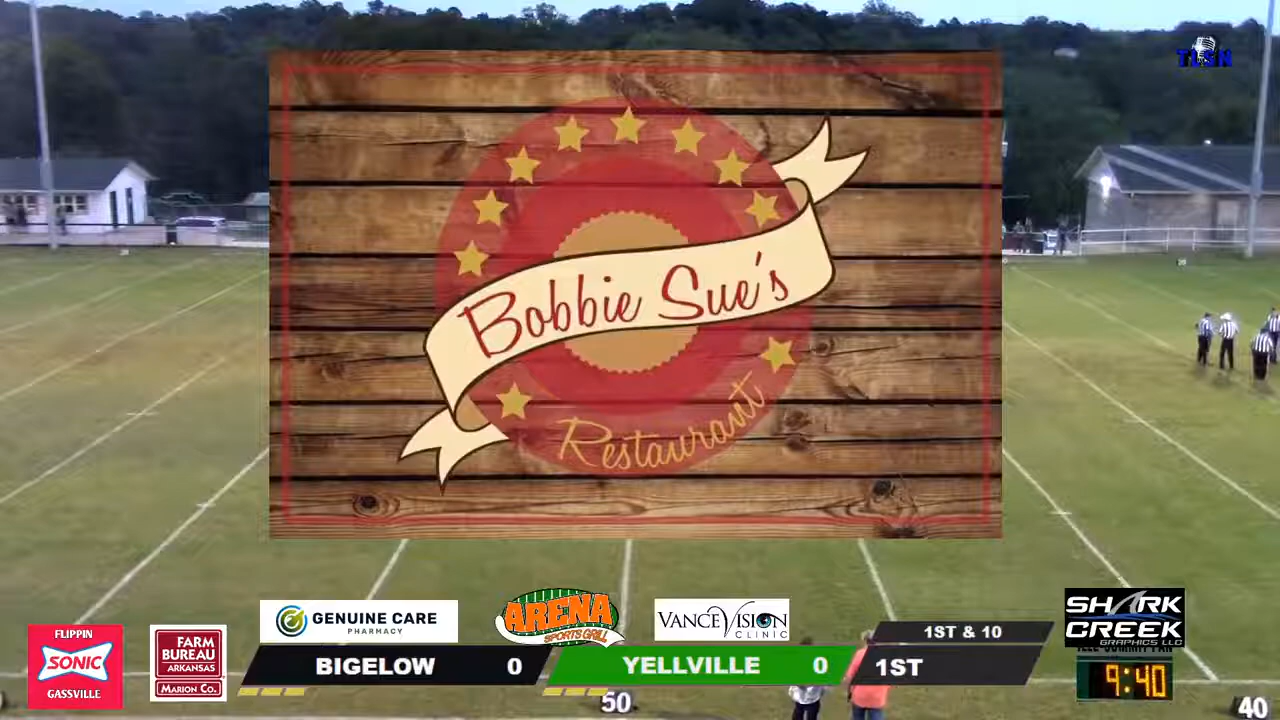 TLSN
Bobbie Sue's
Restaurant
FLIPPIN
SONIC
GASSVILLE
FARM
BUREAU
ARKANSAS
MARION CO.
GENUINE CARE
PHARMACY
ARENA
SPORTS GRILL
VANCE VISION
CLINIC
SHARK
CREEK
GRAPHICS LLC
1ST & 10
BIGELOW 0
YELLVILLE 0
1ST
9:40
50
40